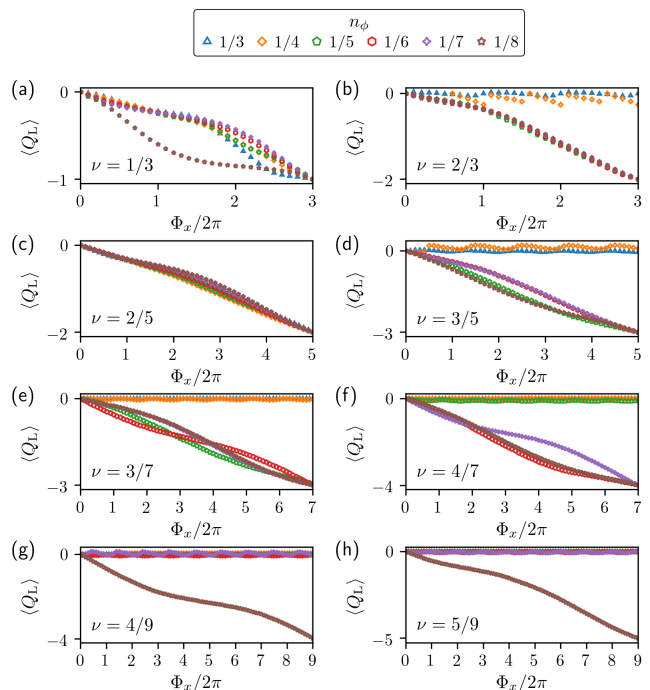 n_ϕ
1/3 1/4 1/5 1/6 1/7 1/8
(a)
⟨Q_L⟩
0
−1
ν = 1/3
0 1 2 3
Φ_x/2π
(b)
⟨Q_L⟩
0
−2
ν = 2/3
0 1 2 3
Φ_x/2π
(c)
⟨Q_L⟩
0
−2
ν = 2/5
0 1 2 3 4 5
Φ_x/2π
(d)
⟨Q_L⟩
0
−3
ν = 3/5
0 1 2 3 4 5
Φ_x/2π
(e)
⟨Q_L⟩
0
−3
ν = 3/7
0 1 2 3 4 5 6 7
Φ_x/2π
(f)
⟨Q_L⟩
0
−4
ν = 4/7
0 1 2 3 4 5 6 7
Φ_x/2π
(g)
⟨Q_L⟩
0
−4
ν = 4/9
0 1 2 3 4 5 6 7 8 9
Φ_x/2π
(h)
⟨Q_L⟩
0
−5
ν = 5/9
0 1 2 3 4 5 6 7 8 9
Φ_x/2π